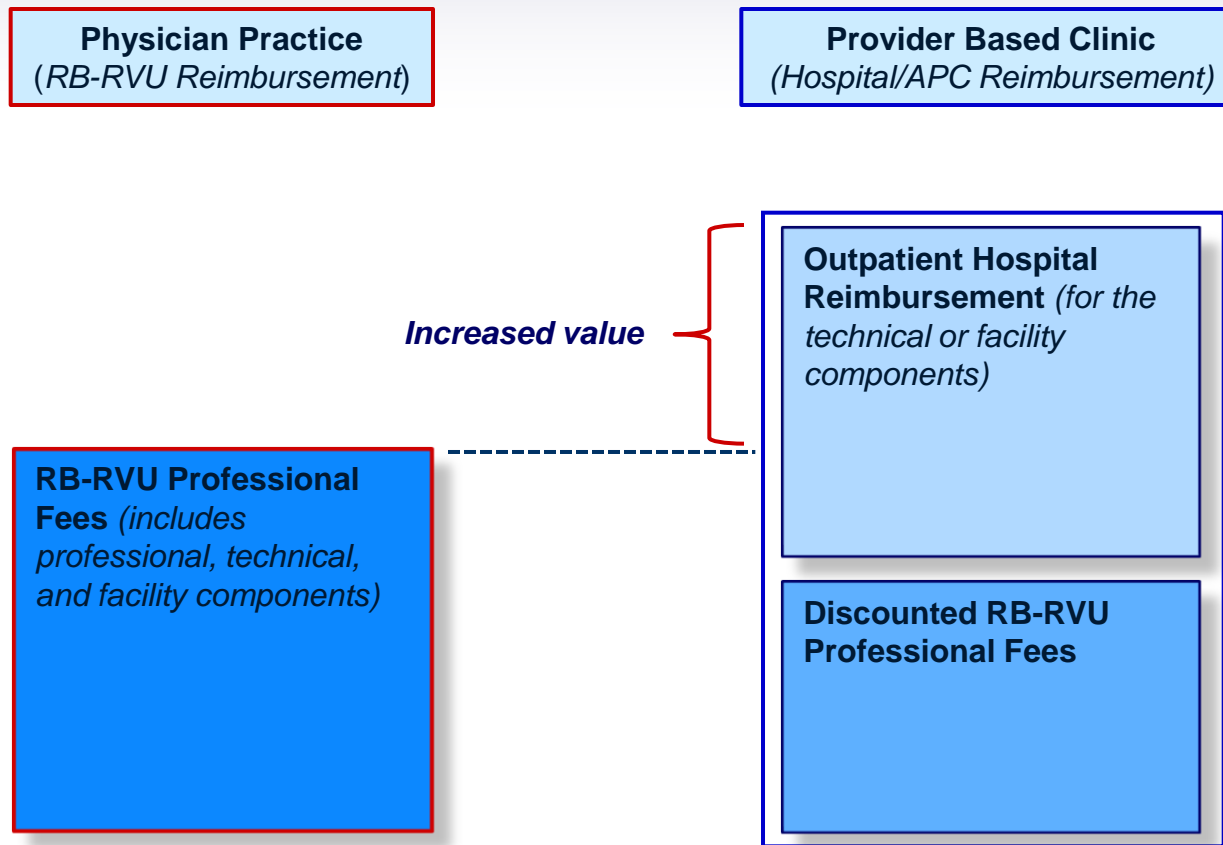 Physician Practice
(RB-RVU Reimbursement)
Provider Based Clinic
(Hospital/APC Reimbursement)
Increased value
Outpatient Hospital
Reimbursement (for the
technical or facility
components)
RB-RVU Professional
Fees (includes
professional, technical,
and facility components)
Discounted RB-RVU
Professional Fees